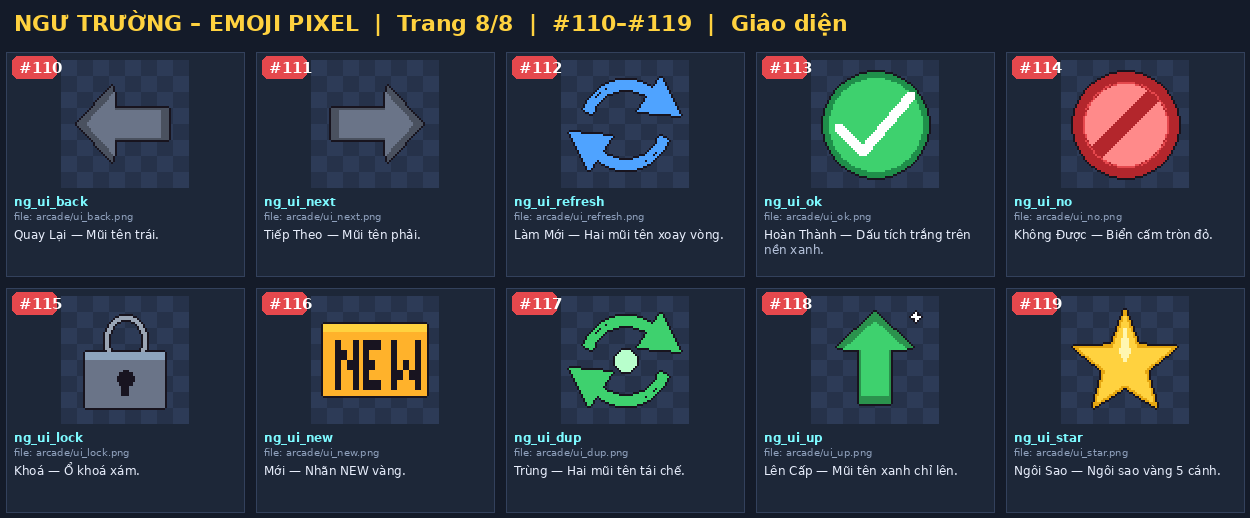 NGƯ TRƯỜNG – EMOJI PIXEL | Trang 8/8 | #110–#119 | Giao diện
#110
#111
#112
#113
#114
ng_ui_back
file: arcade/ui_back.png
Quay Lại — Mũi tên trái.
ng_ui_next
file: arcade/ui_next.png
Tiếp Theo — Mũi tên phải.
ng_ui_refresh
file: arcade/ui_refresh.png
Làm Mới — Hai mũi tên xoay vòng.
ng_ui_ok
file: arcade/ui_ok.png
Hoàn Thành — Dấu tích trắng trên
nền xanh.
ng_ui_no
file: arcade/ui_no.png
Không Được — Biển cấm tròn đỏ.
#115
#116
#117
#118
#119
NEW
ng_ui_lock
file: arcade/ui_lock.png
Khoá — Ổ khoá xám.
ng_ui_new
file: arcade/ui_new.png
Mới — Nhãn NEW vàng.
ng_ui_dup
file: arcade/ui_dup.png
Trùng — Hai mũi tên tái chế.
ng_ui_up
file: arcade/ui_up.png
Lên Cấp — Mũi tên xanh chỉ lên.
ng_ui_star
file: arcade/ui_star.png
Ngôi Sao — Ngôi sao vàng 5 cánh.